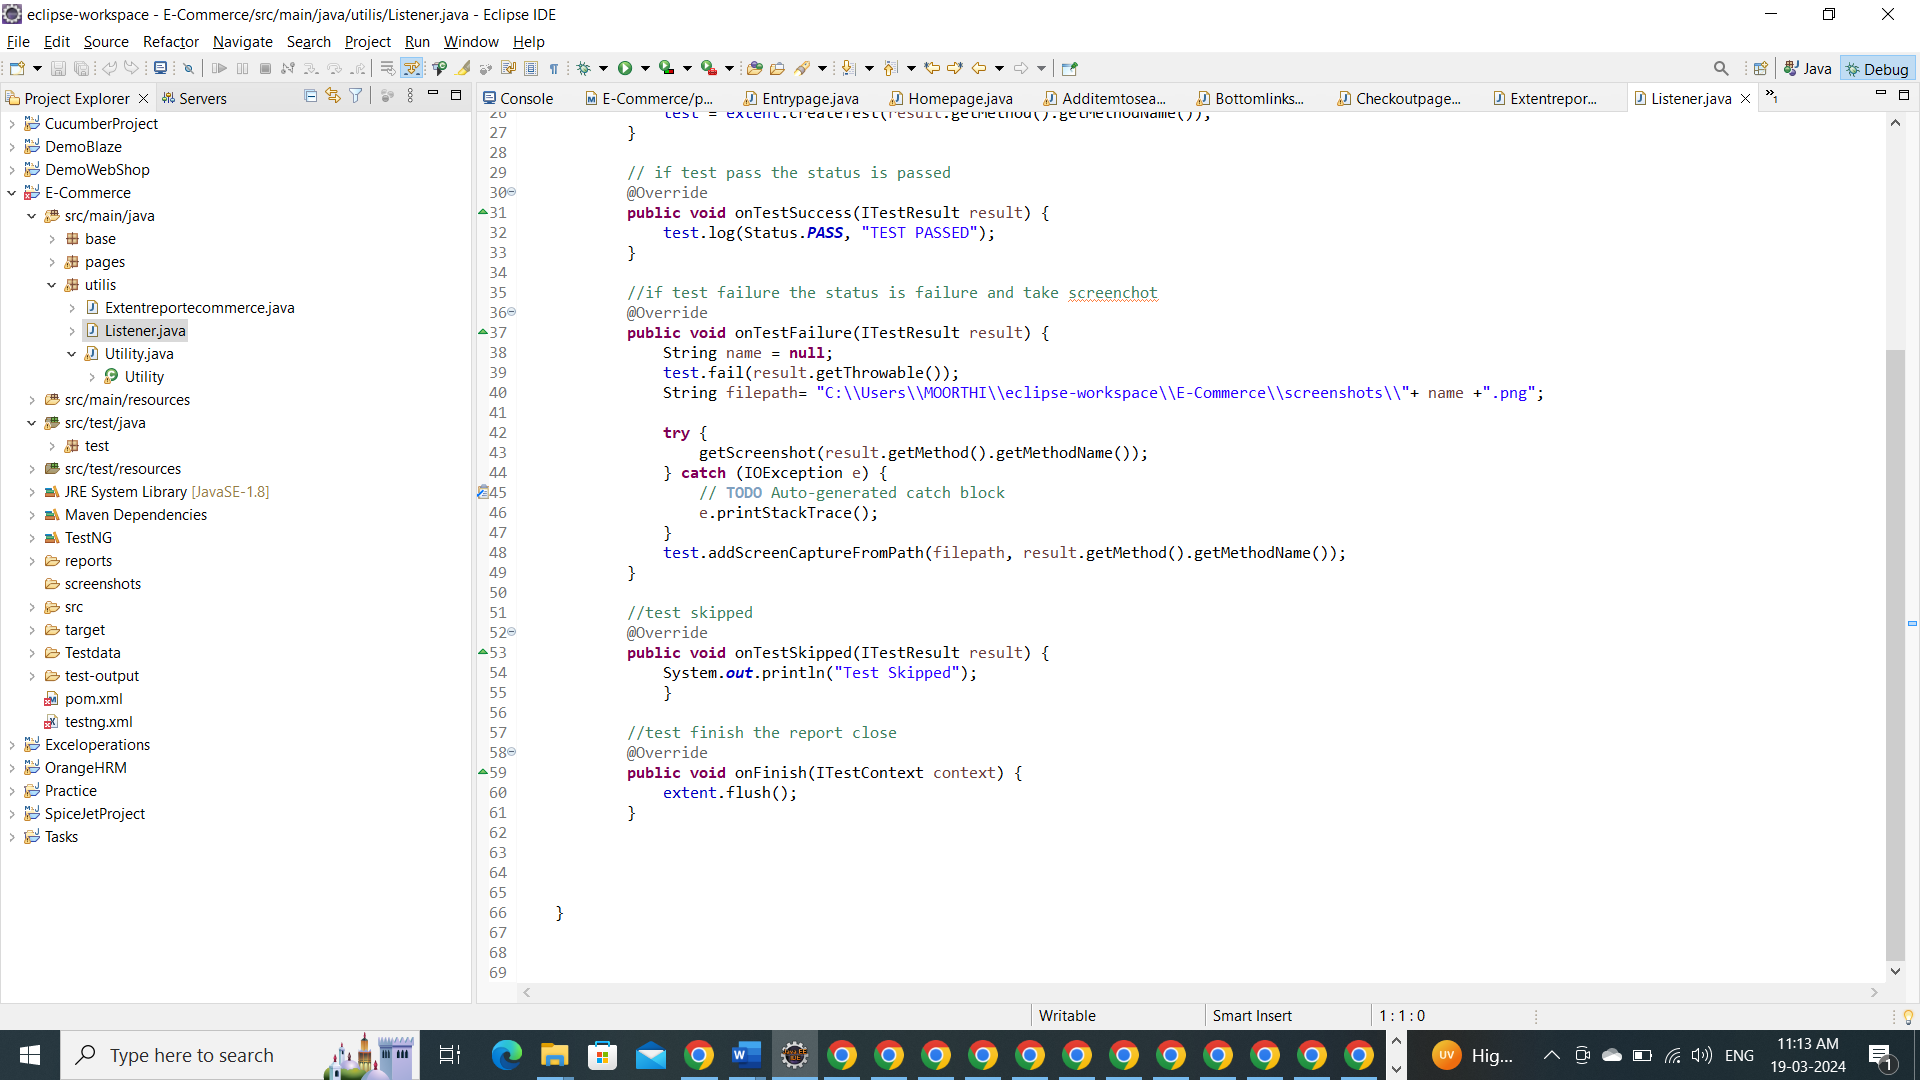 eclipse-workspace - E-Commerce/src/main/java/utilis/Listener.java - Eclipse IDE
File Edit Source Refactor Navigate Search Project Run Window Help
Java Debug
Project Explorer Servers
Console E-Commerce/p... Entrypage.java Homepage.java Additemtosea... Bottomlinks... Checkoutpage... Extentrepor... Listener.java »1
CucumberProject
DemoBlaze
DemoWebShop
E-Commerce
src/main/java
base
pages
utilis
Extentreportecommerce.java
Listener.java
Utility.java
Utility
src/main/resources
src/test/java
test
src/test/resources
JRE System Library [JavaSE-1.8]
Maven Dependencies
TestNG
reports
screenshots
src
target
Testdata
test-output
pom.xml
testng.xml
Exceloperations
OrangeHRM
Practice
SpiceJetProject
Tasks
26 test = extent.createTest(result.getMethod().getMethodName());
27 }
28
29 // if test pass the status is passed
30 @Override
31 public void onTestSuccess(ITestResult result) {
32 test.log(Status.PASS, "TEST PASSED");
33 }
34
35 //if test failure the status is failure and take screenchot
36 @Override
37 public void onTestFailure(ITestResult result) {
38 String name = null;
39 test.fail(result.getThrowable());
40 String filepath= "C:\\Users\\MOORTHI\\eclipse-workspace\\E-Commerce\\screenshots\\"+ name +".png";
41
42 try {
43 getScreenshot(result.getMethod().getMethodName());
44 } catch (IOException e) {
45 // TODO Auto-generated catch block
46 e.printStackTrace();
47 }
48 test.addScreenCaptureFromPath(filepath, result.getMethod().getMethodName());
49 }
50
51 //test skipped
52 @Override
53 public void onTestSkipped(ITestResult result) {
54 System.out.println("Test Skipped");
55 }
56
57 //test finish the report close
58 @Override
59 public void onFinish(ITestContext context) {
60 extent.flush();
61 }
62
63
64
65
66 }
67
68
69
Writable Smart Insert 1 : 1 : 0
Type here to search
UV Hig... ENG 11:13 AM
19-03-2024
1